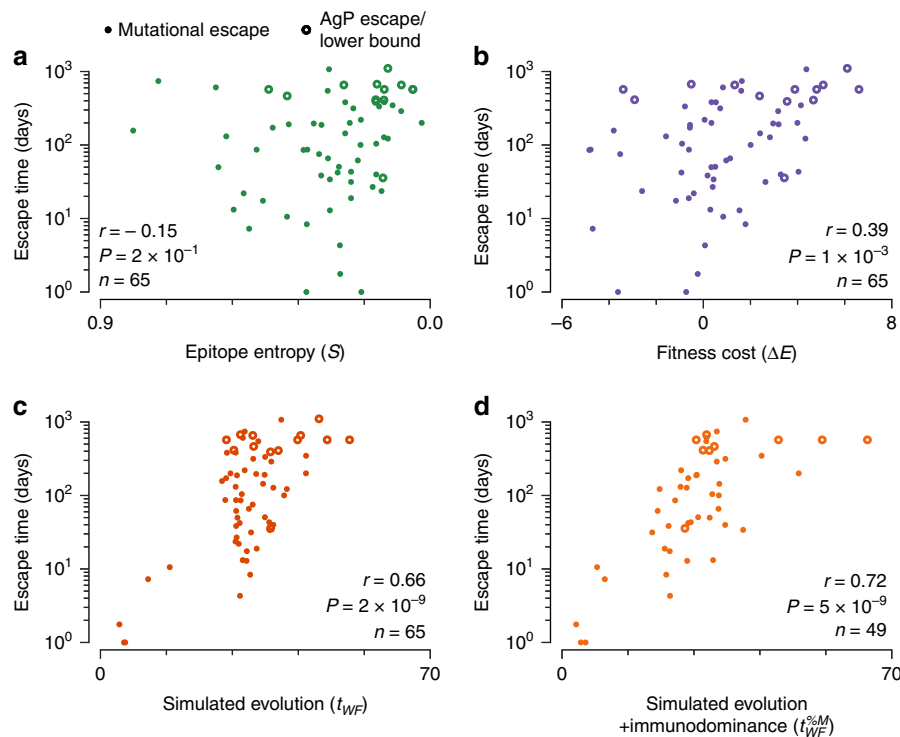 Mutational escape
AgP escape/
lower bound
a
Escape time (days)
10³
10²
10¹
10⁰
r = – 0.15
P = 2 × 10⁻¹
n = 65
0.9
0.0
Epitope entropy (S)
b
Escape time (days)
10³
10²
10¹
10⁰
r = 0.39
P = 1 × 10⁻³
n = 65
–6
0
8
Fitness cost (ΔE)
c
Escape time (days)
10³
10²
10¹
10⁰
r = 0.66
P = 2 × 10⁻⁹
n = 65
0
70
Simulated evolution (t_WF)
d
Escape time (days)
10³
10²
10¹
10⁰
r = 0.72
P = 5 × 10⁻⁹
n = 49
0
70
Simulated evolution
+immunodominance (t_WF^%M)